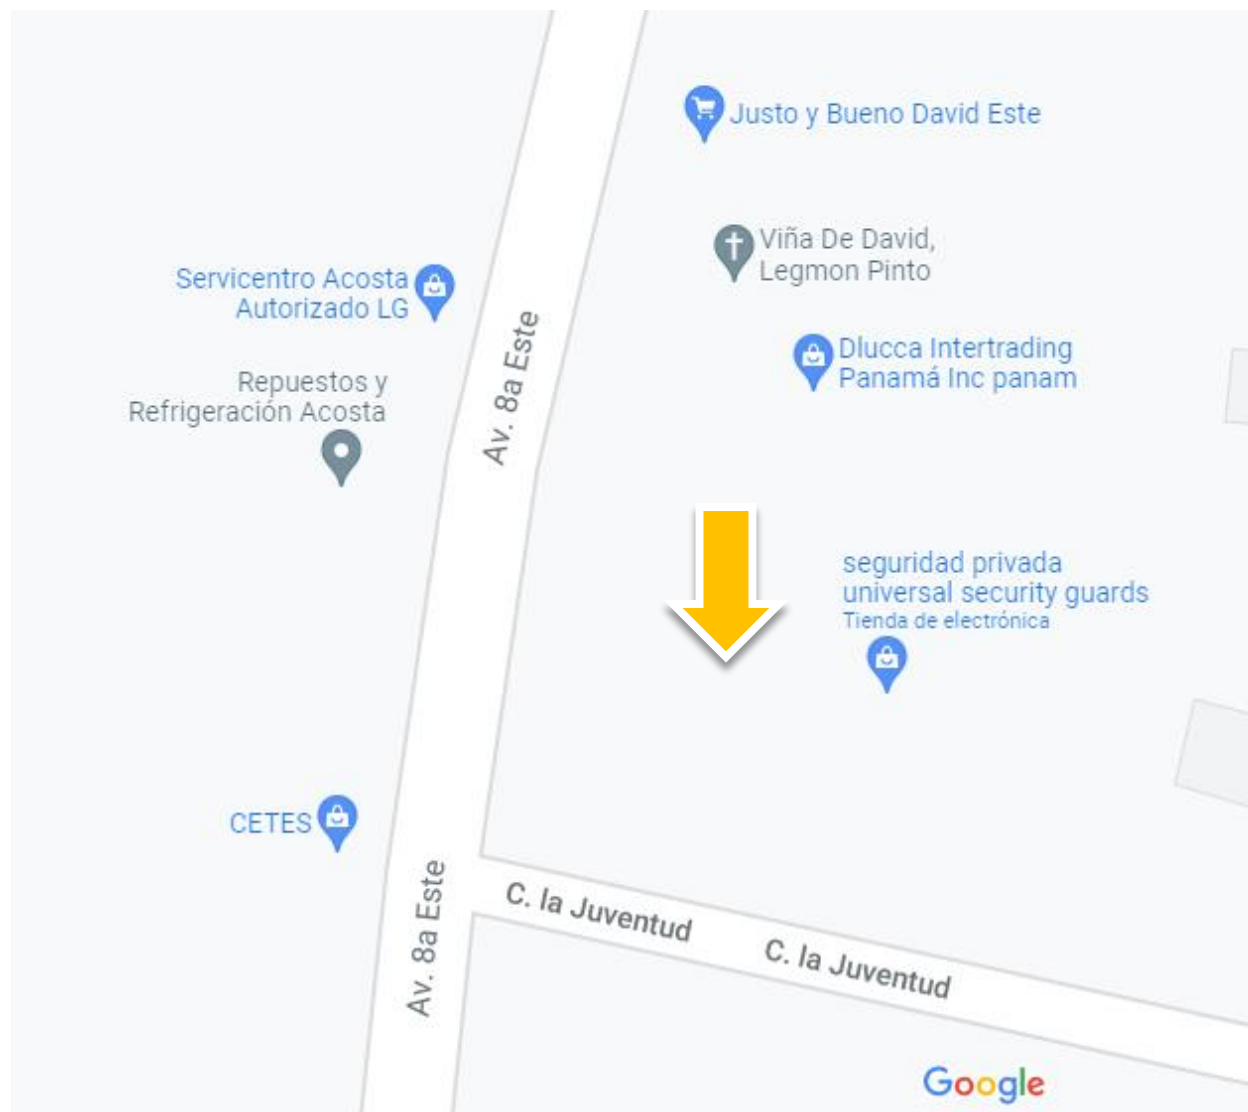 Justo y Bueno David Este
Viña De David,
Legmon Pinto
Servicentro Acosta
Autorizado LG
Av. 8a Este
Dlucca Intertrading
Panamá Inc panam
Repuestos y
Refrigeración Acosta
seguridad privada
universal security guards
Tienda de electrónica
CETES
Av. 8a Este
C. la Juventud
C. la Juventud
Google